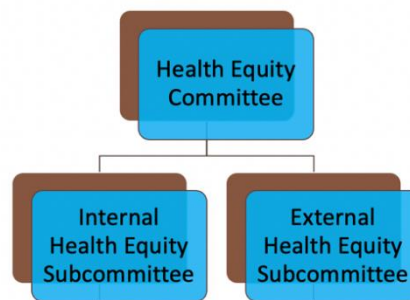 Health Equity
Committee
Internal
Health Equity
Subcommittee
External
Health Equity
Subcommittee